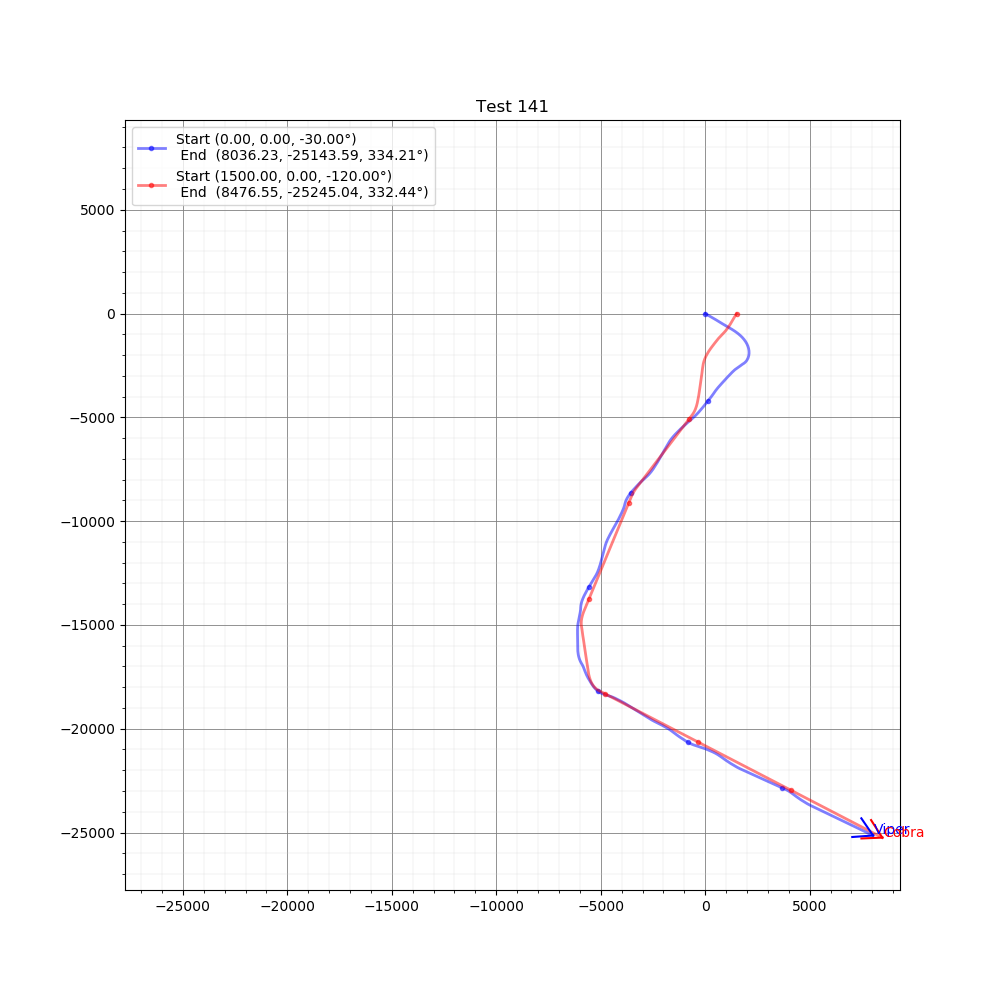 Test 141
Start (0.00, 0.00, -30.00°)
End (8036.23, -25143.59, 334.21°)
Start (1500.00, 0.00, -120.00°)
End (8476.55, -25245.04, 332.44°)
5000
0
−5000
−10000
−15000
−20000
−25000
Viper
Cobra
−25000 −20000 −15000 −10000 −5000 0 5000